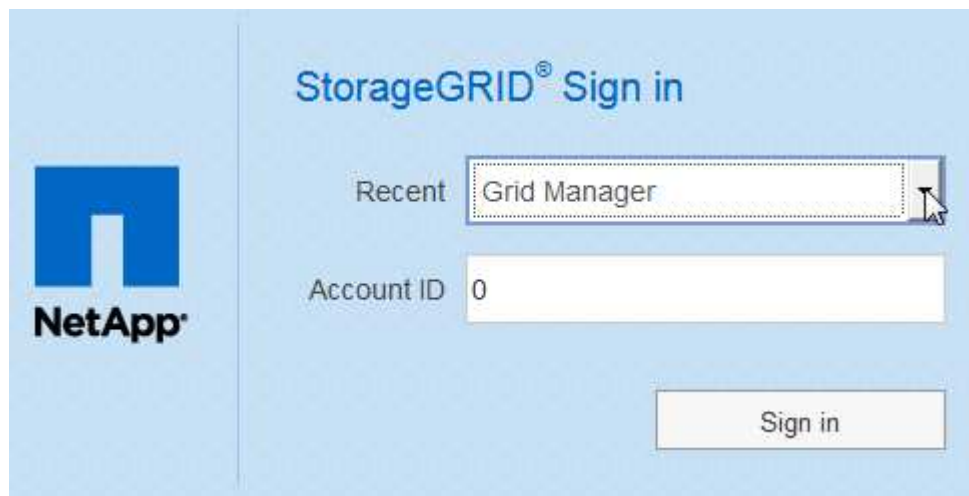 StorageGRID® Sign in
Recent Grid Manager
Account ID 0
NetApp®
Sign in